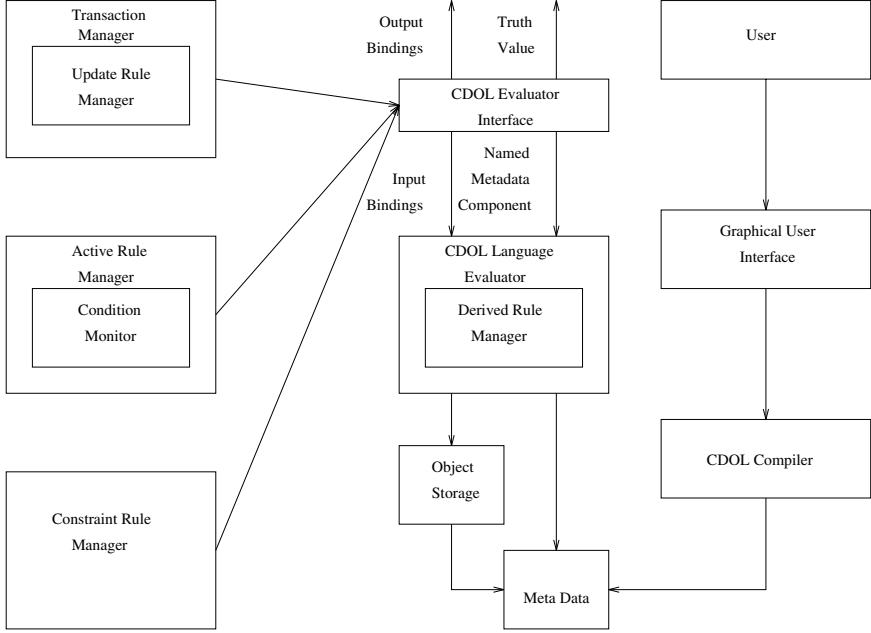 Transaction
Manager
Update Rule
Manager
Active Rule
Manager
Condition
Monitor
Constraint Rule
Manager
Output
Bindings
Truth
Value
CDOL Evaluator
Interface
Input
Bindings
Named
Metadata
Component
CDOL Language
Evaluator
Derived Rule
Manager
Object
Storage
Meta Data
User
Graphical User
Interface
CDOL Compiler